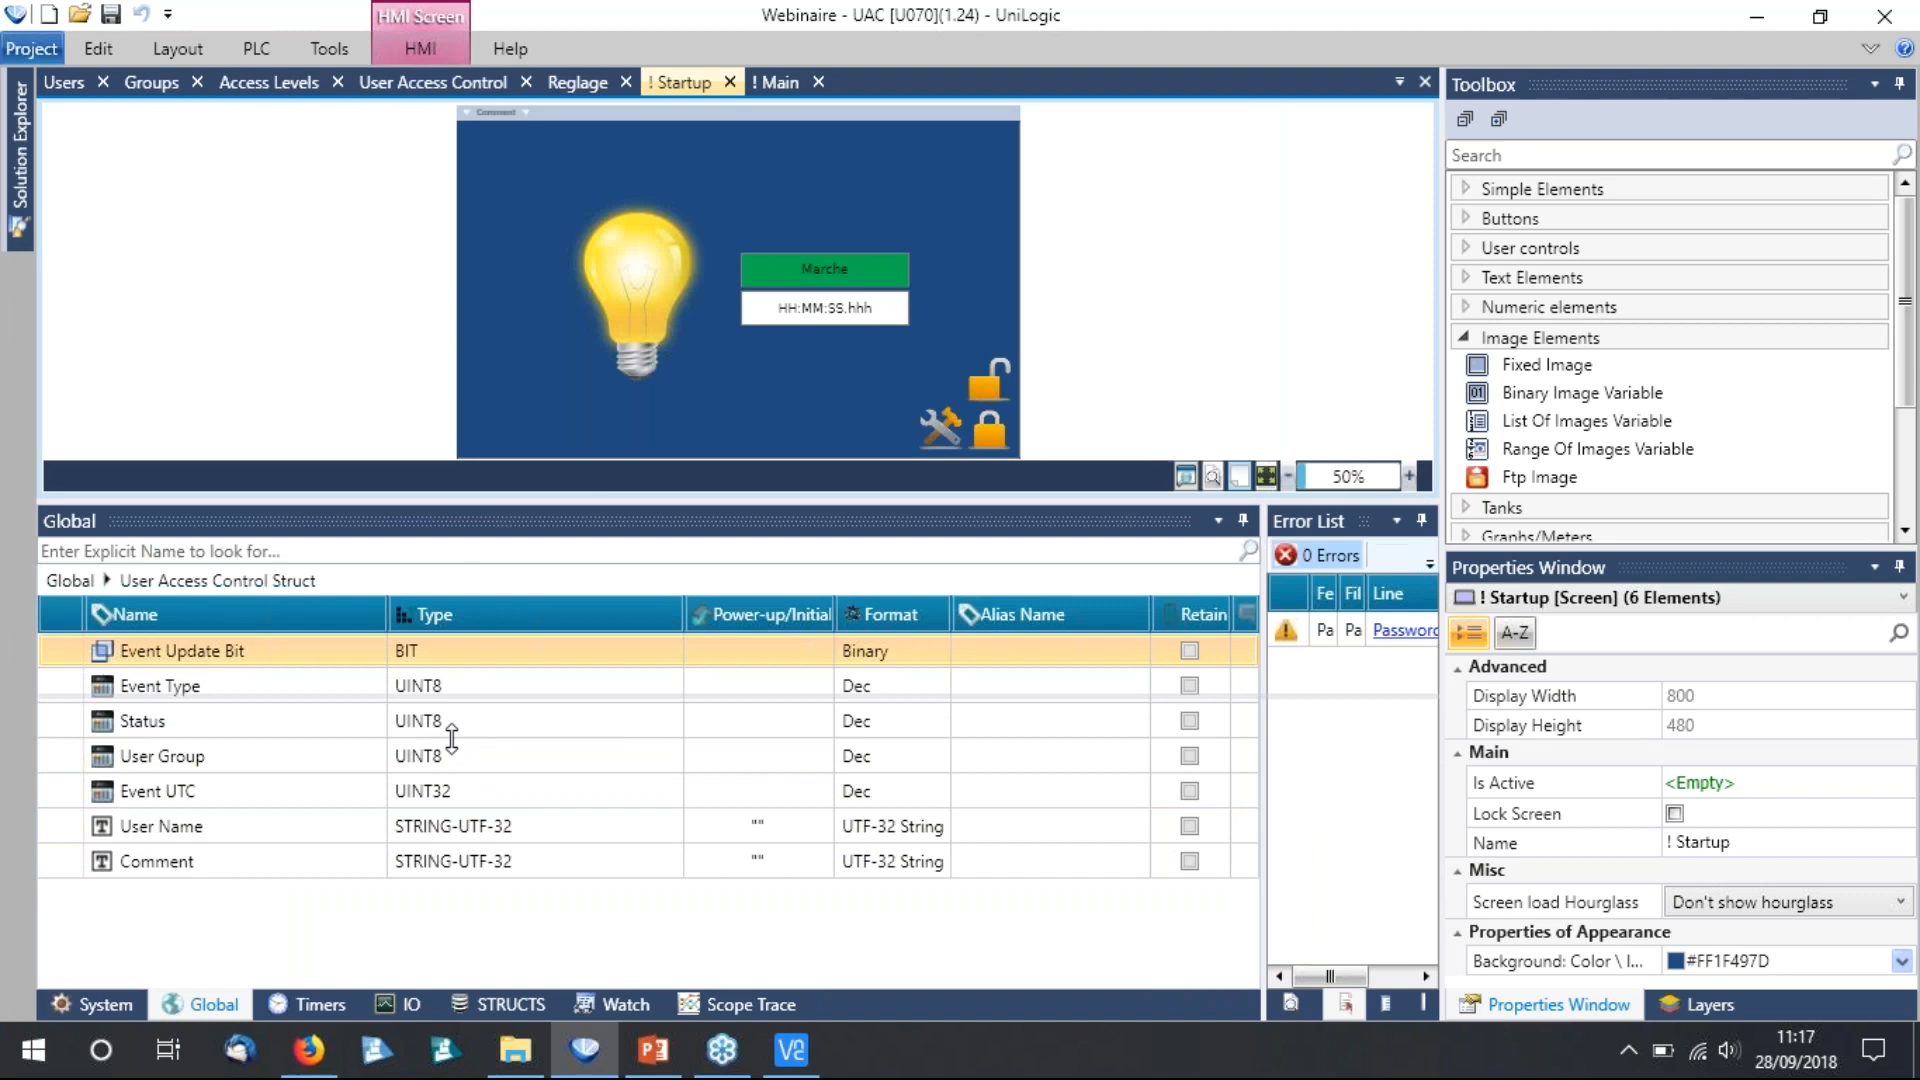 Webinaire - UAC [U070](1.24) - UniLogic
HMI Screen
Project Edit Layout PLC Tools HMI Help
Solution Explorer
Users Groups Access Levels User Access Control Reglage ! Startup ! Main
Comment
Marche
HH:MM:SS.hhh
50%
Toolbox
Search
Simple Elements
Buttons
User controls
Text Elements
Numeric elements
Image Elements
Fixed Image
Binary Image Variable
List Of Images Variable
Range Of Images Variable
Ftp Image
Tanks
Graphs/Meters
Global
Enter Explicit Name to look for...
Global User Access Control Struct
Name Type Power-up/Initial Format Alias Name Retain
Event Update Bit BIT Binary
Event Type UINT8 Dec
Status UINT8 Dec
User Group UINT8 Dec
Event UTC UINT32 Dec
User Name STRING-UTF-32 "" UTF-32 String
Comment STRING-UTF-32 "" UTF-32 String
Error List
0 Errors
Fe Fil Line
Pa Pa Password
Properties Window
! Startup [Screen] (6 Elements)
A-Z
Advanced
Display Width 800
Display Height 480
Main
Is Active <Empty>
Lock Screen
Name ! Startup
Misc
Screen load Hourglass Don't show hourglass
Properties of Appearance
Background: Color \ I... #FF1F497D
System Global Timers IO STRUCTS Watch Scope Trace
Properties Window Layers
11:17
28/09/2018